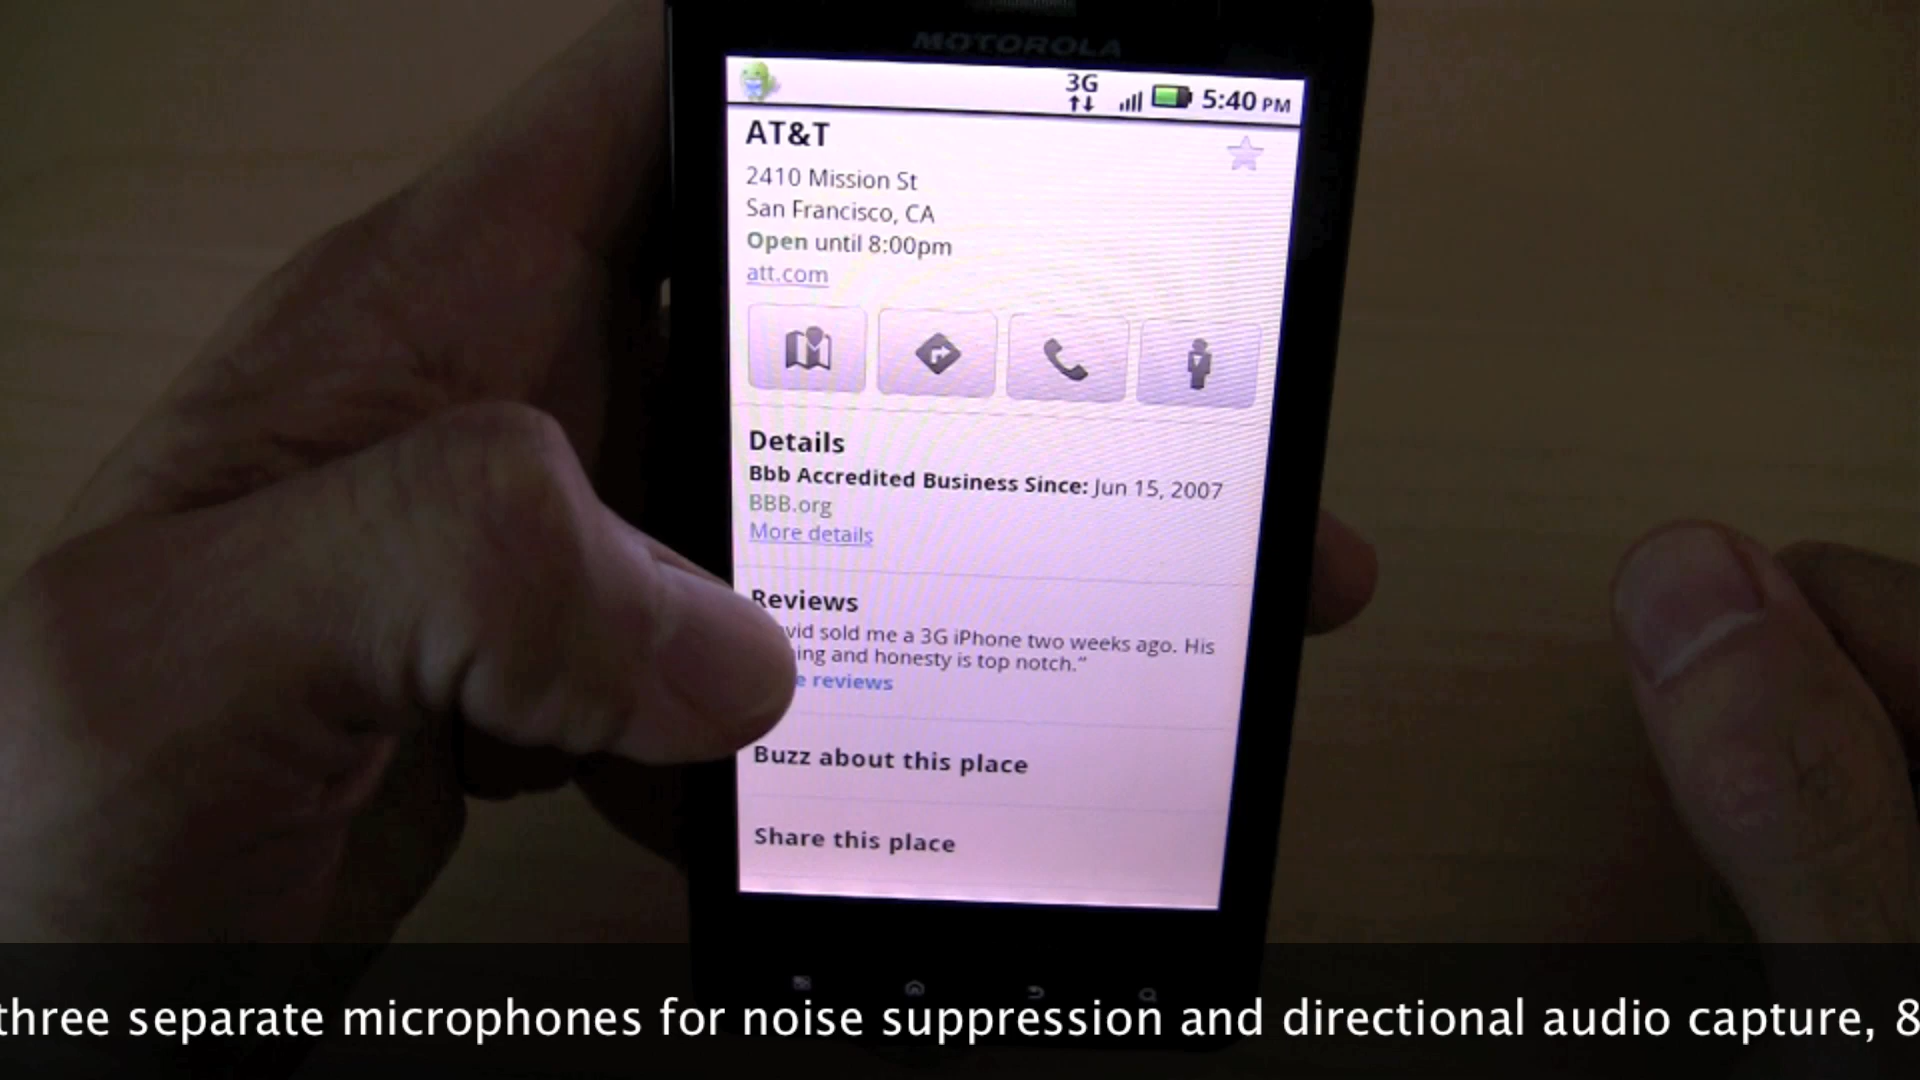 MOTOROLA
3G
5:40 PM
AT&T
2410 Mission St
San Francisco, CA
Open until 8:00pm
att.com
Details
Bbb Accredited Business Since: Jun 15, 2007
BBB.org
More details
Reviews
sold me a 3G iPhone two weeks ago. His
and honesty is top notch.”
reviews
Buzz about this place
Share this place
three separate microphones for noise suppression and directional audio capture, 8